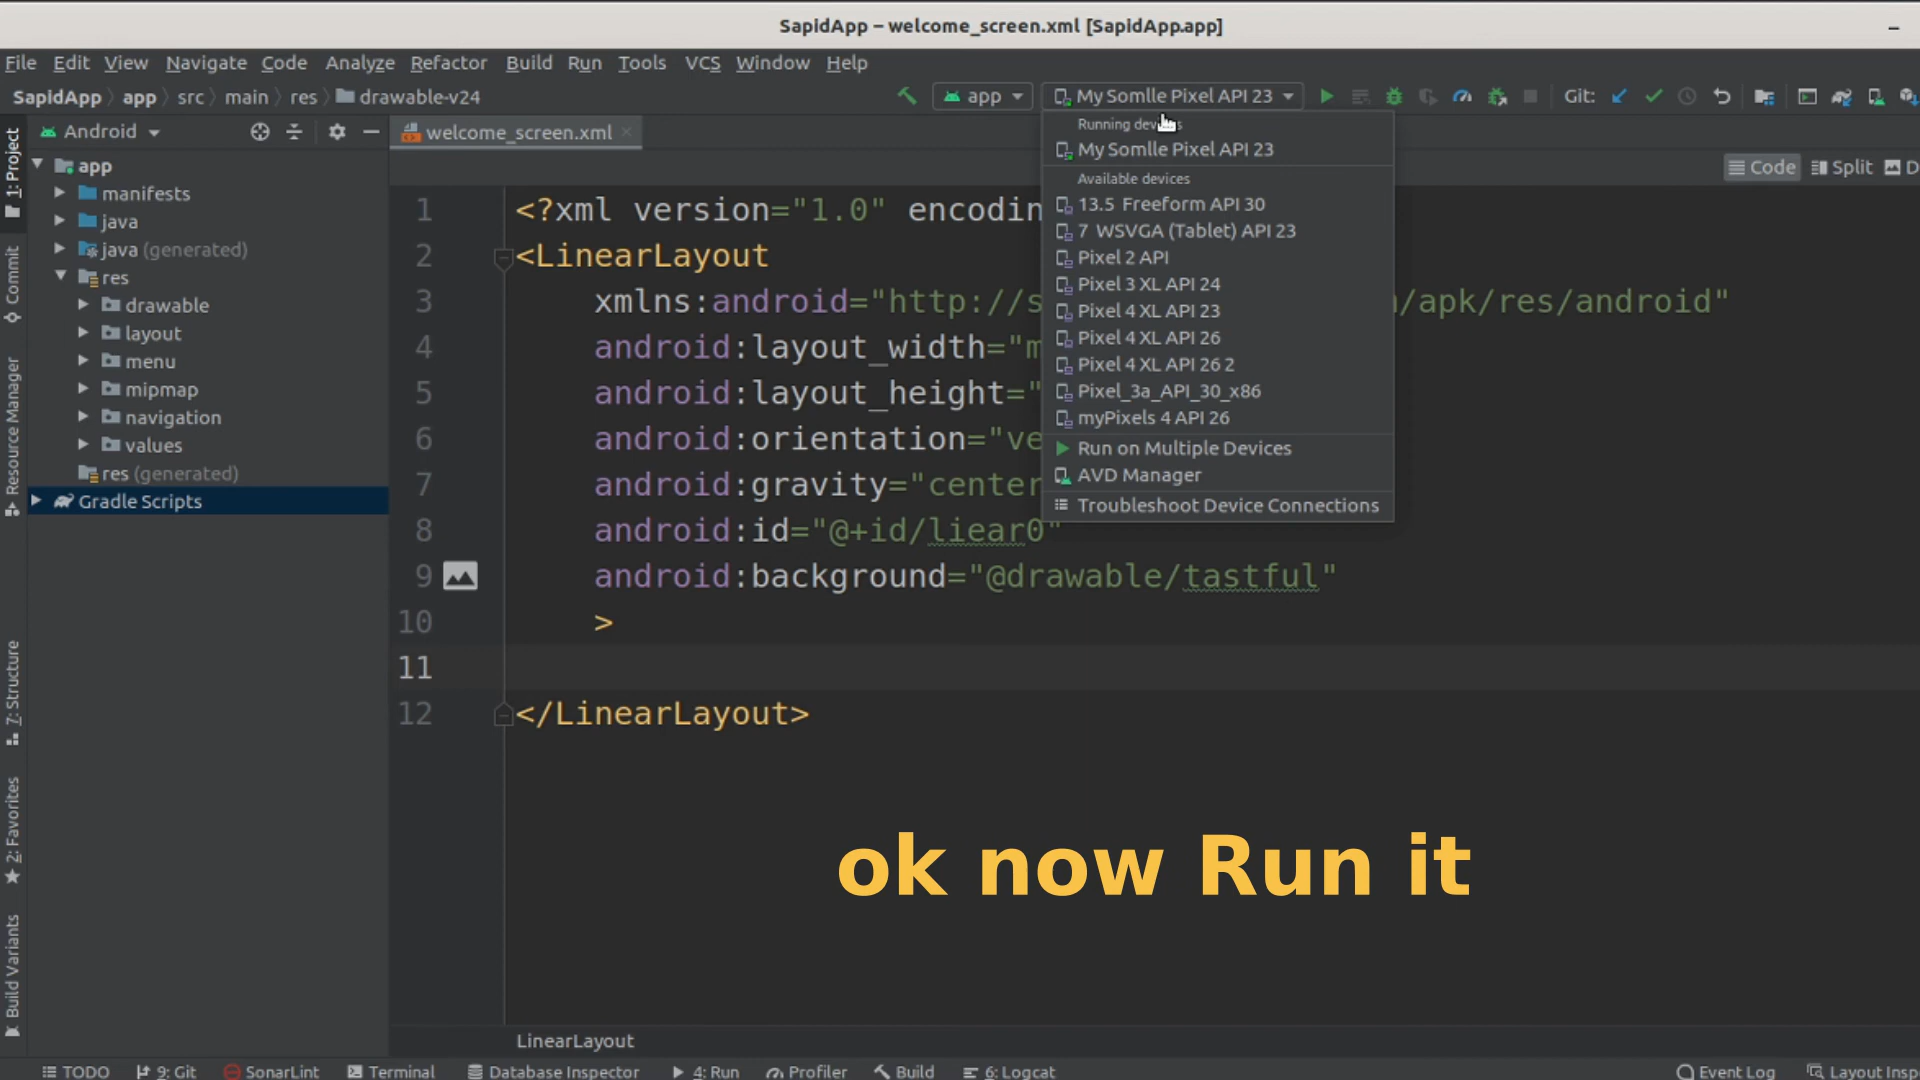 SapidApp – welcome_screen.xml [SapidApp.app]
File Edit View Navigate Code Analyze Refactor Build Run Tools VCS Window Help
SapidApp app src main res drawable-v24
app
My Somlle Pixel API 23
Git:
Android
welcome_screen.xml
Running
My Somlle Pixel API 23
Available devices
13.5 Freeform API 30
7 WSVGA (Tablet) API 23
Pixel 2 API
Pixel 3 XL API 24
Pixel 4 XL API 23
Pixel 4 XL API 26
Pixel 4 XL API 26 2
Pixel_3a_API_30_x86
myPixels 4 API 26
Run on Multiple Devices
AVD Manager
Troubleshoot Device Connections
Code Split D
1: Project
Commit
Resource Manager
7: Structure
2: Favorites
Build Variants
app
manifests
java
java (generated)
res
drawable
layout
menu
mipmap
navigation
values
res (generated)
Gradle Scripts
1 <?xml version="1.0" encodin
2 <LinearLayout
3 xmlns:android="http://s /apk/res/android"
4 android:layout_width="m
5 android:layout_height="
6 android:orientation="ve
7 android:gravity="center
8 android:id="@+id/liear0"
9 android:background="@drawable/tastful"
10 >
11
12 </LinearLayout>
ok now Run it
LinearLayout
TODO 9: Git SonarLint Terminal Database Inspector 4: Run Profiler Build 6: Logcat Event Log Layout Insp